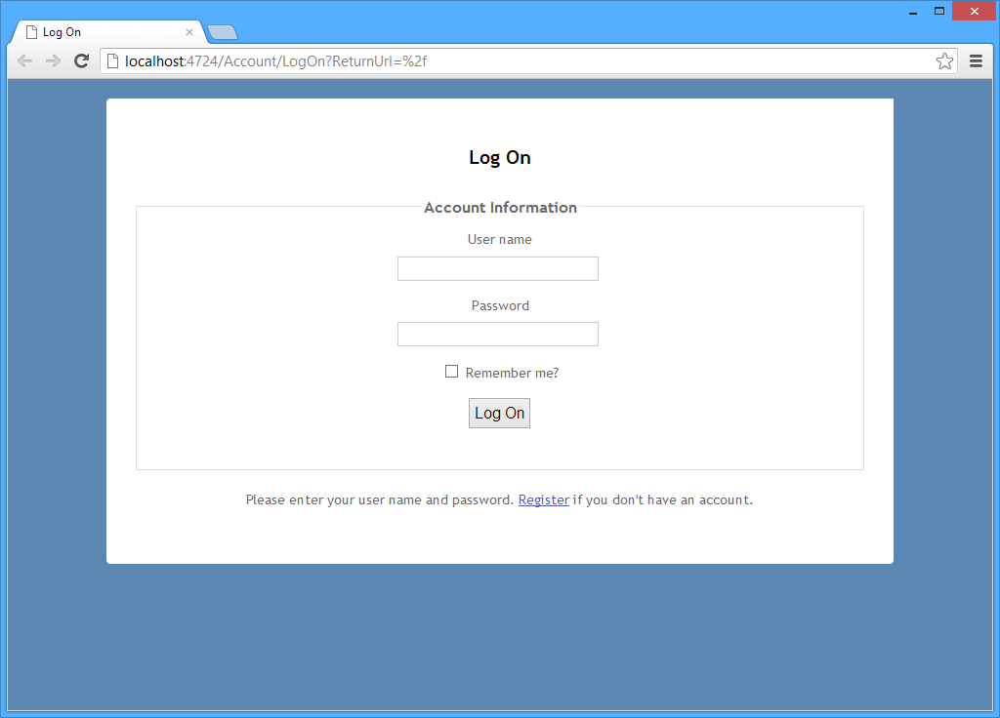 Log On
localhost:4724/Account/LogOn?ReturnUrl=%2f
Log On
Account Information
User name
Password
Remember me?
Log On
Please enter your user name and password. Register if you don't have an account.